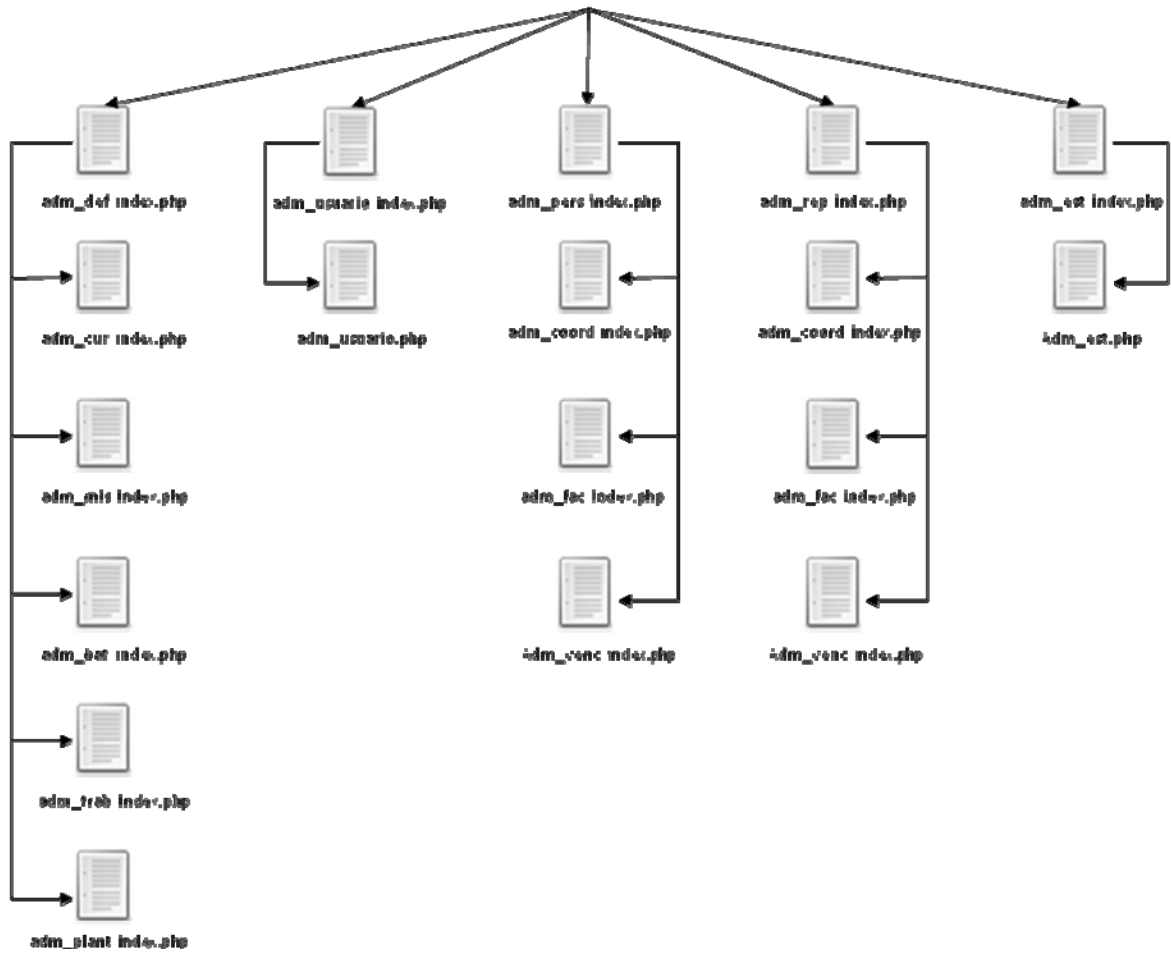 adm_def index.php
adm_usuario index.php
adm_pers index.php
adm_rep index.php
adm_est index.php
adm_cur index.php
adm_usuario.php
adm_coord index.php
adm_coord index.php
adm_est.php
adm_mis index.php
adm_fac index.php
adm_fac index.php
index.php
adm_venc index.php
adm_venc index.php
adm_trab index.php
adm_plant index.php